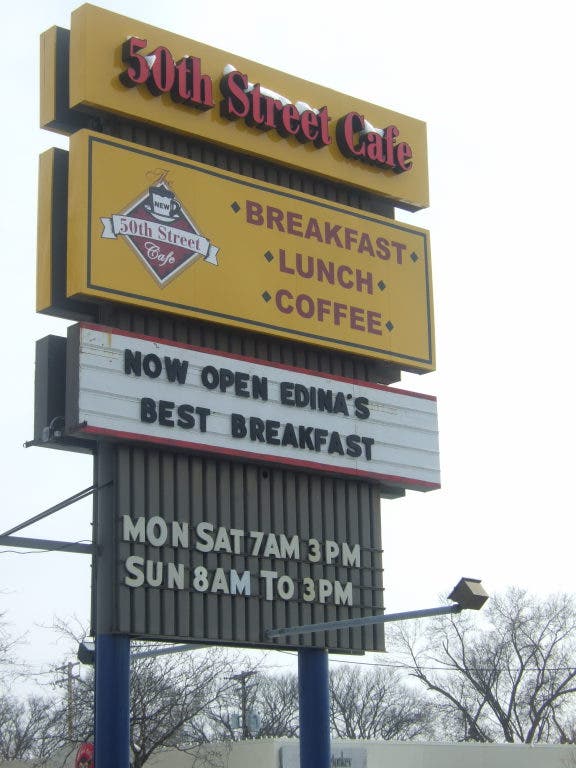 50th Street Cafe
The
NEW
50th Street
Cafe
BREAKFAST
LUNCH
COFFEE
NOW OPEN EDINA'S
BEST BREAKFAST
MON SAT 7AM 3PM
SUN 8AM TO 3PM